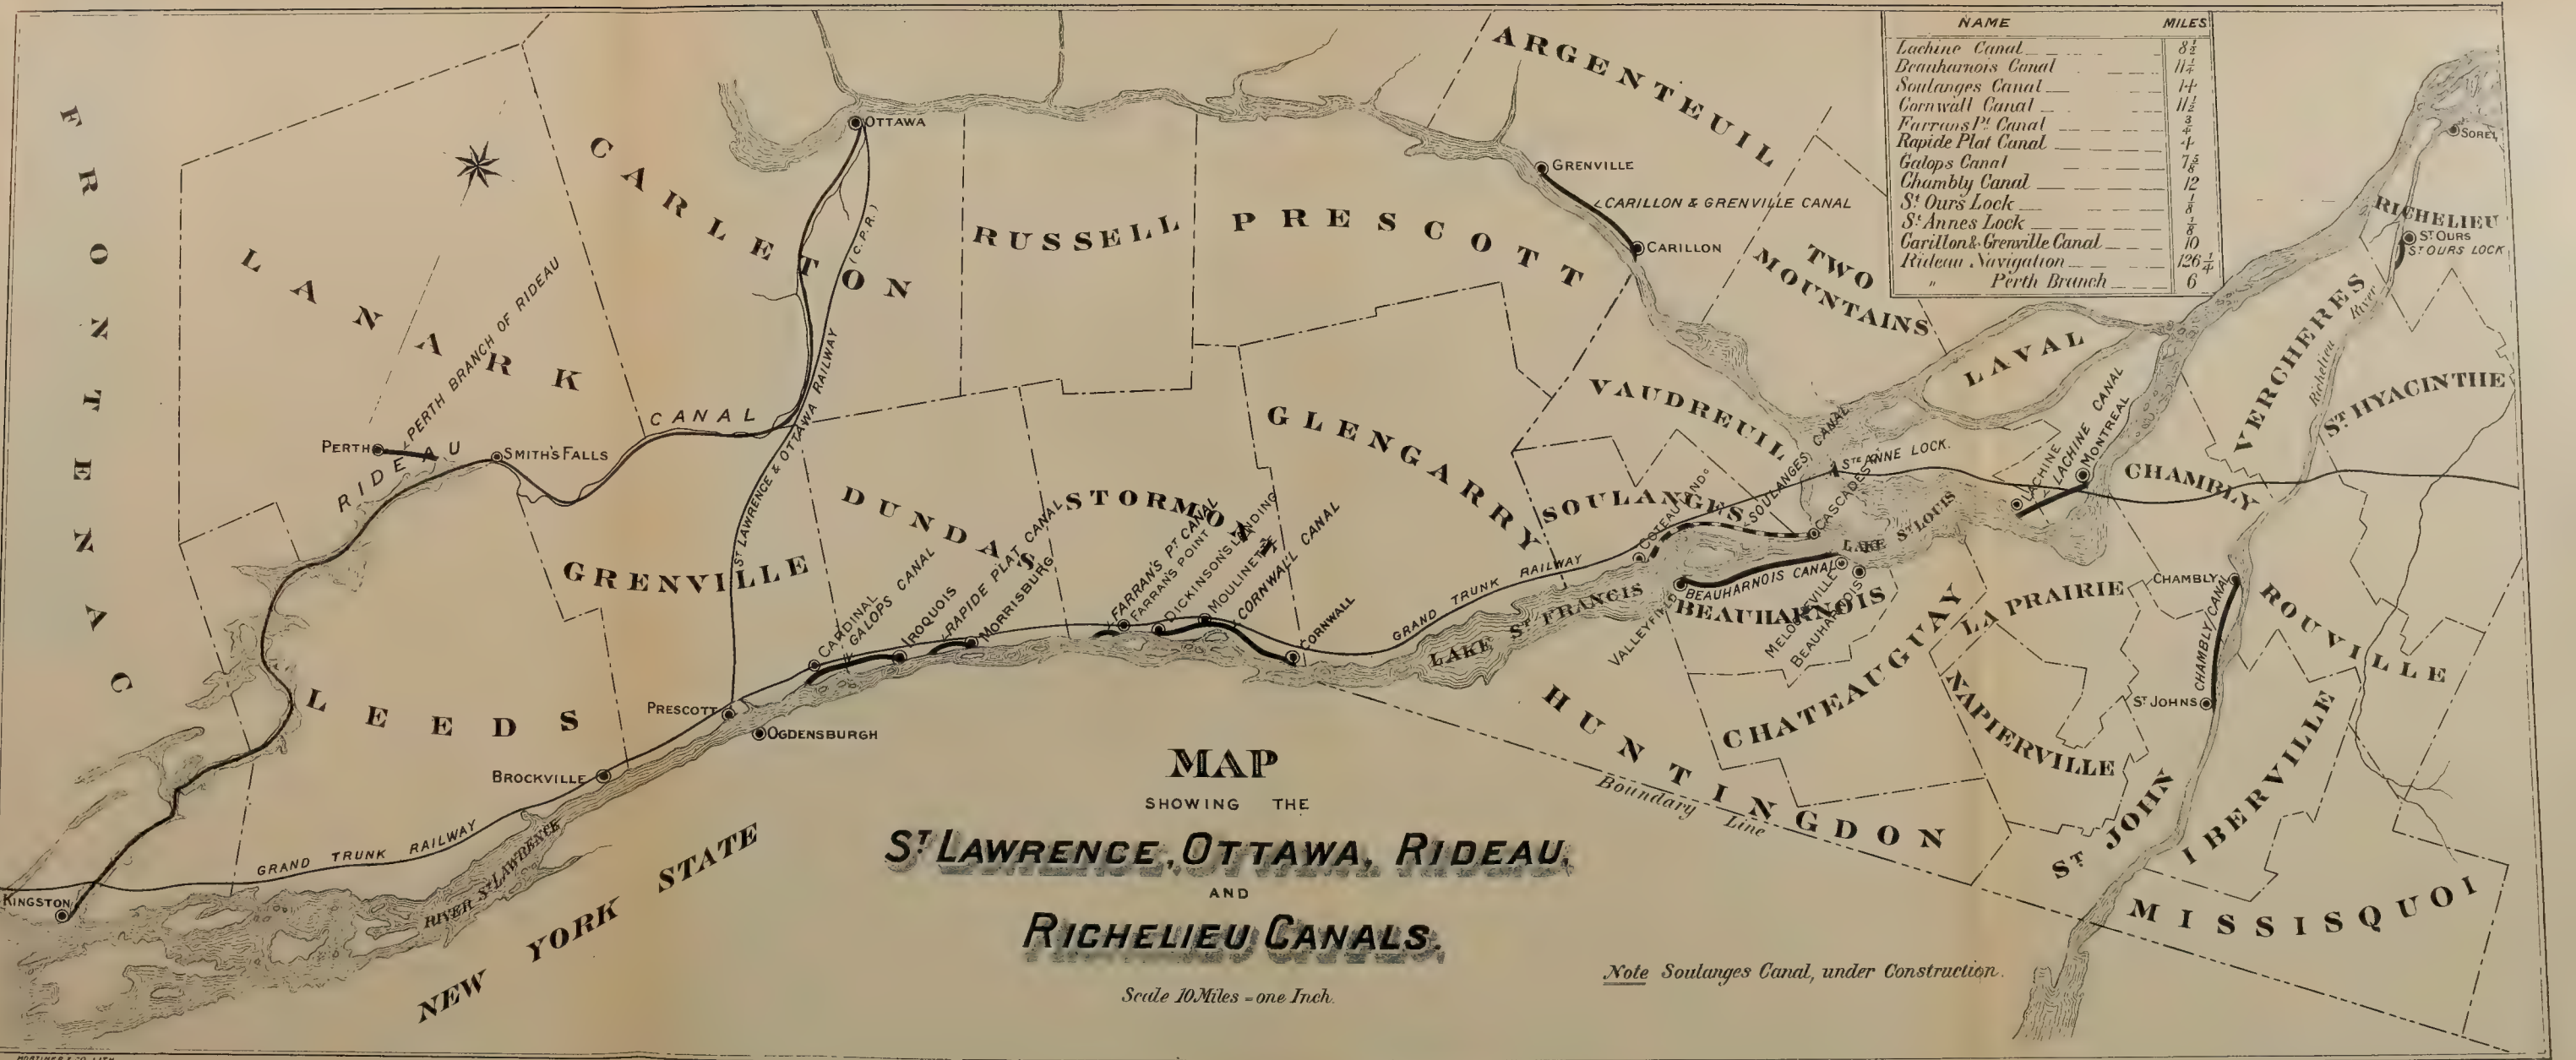 NAME MILES
Lachine Canal 8½
Beauharnois Canal 11¼
Soulanges Canal 14
Cornwall Canal 11½
Farrans Pt. Canal ¾
Rapide Plat Canal 4
Galops Canal 7⅝
Chambly Canal 12
St. Ours Lock ⅛
St. Annes Lock ⅛
Carillon & Grenville Canal 10
Rideau Navigation 126¼
" Perth Branch 6
FRONTENAC
LANARK
CARLETON
RUSSELL
PRESCOTT
ARGENTEUIL
TWO
MOUNTAINS
OTTAWA
GRENVILLE
CARILLON & GRENVILLE CANAL
CARILLON
SOREL
RICHELIEU
ST. OURS
ST. OURS LOCK
VERCHERES
Richelieu River
ST. HYACINTHE
LAVAL
VAUDREUIL
(C.P.R.)
ST LAWRENCE & OTTAWA RAILWAY
PERTH BRANCH OF RIDEAU
PERTH
RIDEAU CANAL
SMITH'S FALLS
GLENGARRY
STORMONT
DUNDAS
GRENVILLE
LEEDS
SOULANGES
SOULANGES CANAL
STE ANNE LOCK.
CASCADES
LACHINE
LACHINE CANAL
MONTREAL
CHAMBLY
LAKE ST LOUIS
COTEAU LAND'G
BEAUHARNOIS CANAL
VALLEYFIELD
MELOCHEVILLE
BEAUHARNOIS
BEAUHARNOIS
CARDINAL
GALOPS CANAL
IROQUOIS
RAPIDE PLAT CANAL
MORRISBURG
FARRAN'S PT CANAL
FARRAN'S POINT
DICKINSON'S LANDING
MOULINETTE
CORNWALL CANAL
CORNWALL
GRAND TRUNK RAILWAY
LAKE ST FRANCIS
LA PRAIRIE
CHATEAUGUAY
NAPIERVILLE
HUNTINGDON
CHAMBLY
CHAMBLY CANAL
ST JOHNS
ROUVILLE
IBERVILLE
ST JOHN
MISSISQUOI
Boundary Line
PRESCOTT
OGDENSBURGH
BROCKVILLE
GRAND TRUNK RAILWAY
KINGSTON
RIVER ST LAWRENCE
NEW YORK STATE
MAP
SHOWING THE
ST LAWRENCE, OTTAWA, RIDEAU,
AND
RICHELIEU CANALS.
Scale 10 Miles = one Inch.
Note Soulanges Canal, under Construction.
MORTIMER & CO. LITH.